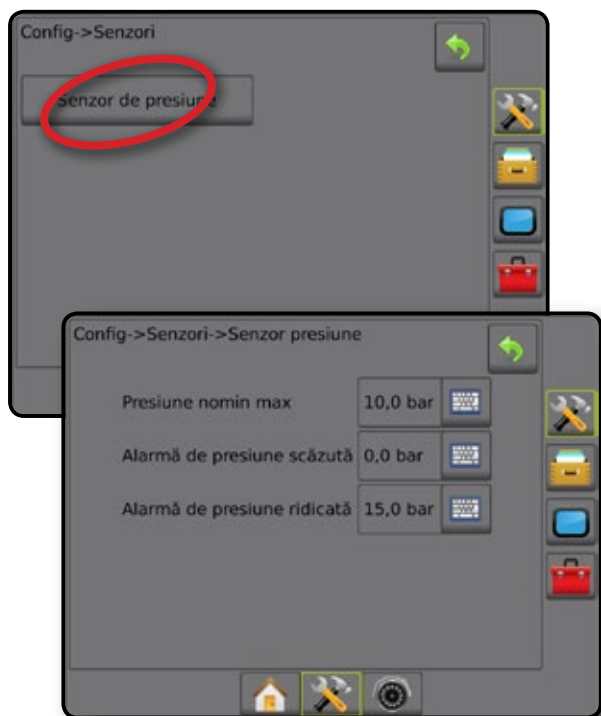 Config->Senzori
Senzor de presiune
Config->Senzori->Senzor presiune
Presiune nomin max 10,0 bar
Alarmă de presiune scăzută 0,0 bar
Alarmă de presiune ridicată 15,0 bar